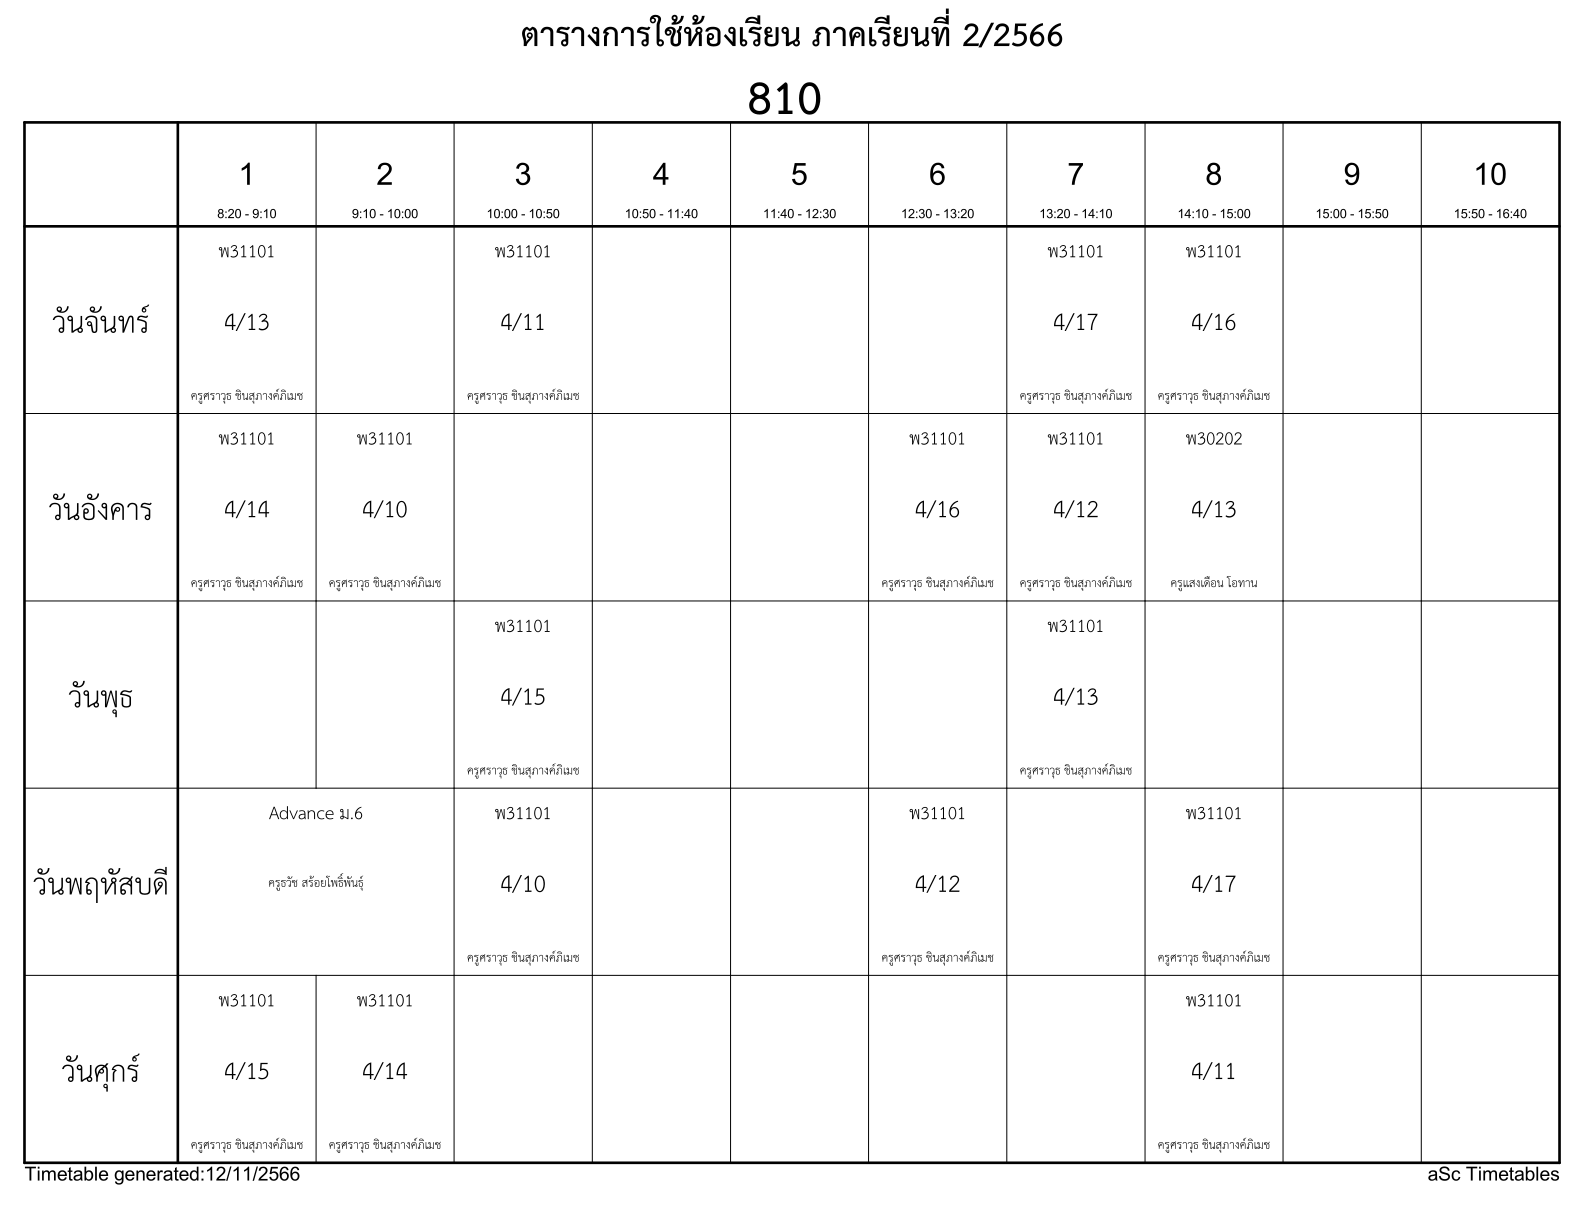 ตารางการใช้ห้องเรียน ภาคเรียนที่ 2/2566
810
1 2 3 4 5 6 7 8 9 10
8:20 - 9:10 9:10 - 10:00 10:00 - 10:50 10:50 - 11:40 11:40 - 12:30 12:30 - 13:20 13:20 - 14:10 14:10 - 15:00 15:00 - 15:50 15:50 - 16:40
พ31101 พ31101 พ31101 พ31101
วันจันทร์ 4/13 4/11 4/17 4/16
ครูศราวุธ ชินสุภางค์ภิเมช ครูศราวุธ ชินสุภางค์ภิเมช ครูศราวุธ ชินสุภางค์ภิเมช ครูศราวุธ ชินสุภางค์ภิเมช
พ31101 พ31101 พ31101 พ31101 พ30202
วันอังคาร 4/14 4/10 4/16 4/12 4/13
ครูศราวุธ ชินสุภางค์ภิเมช ครูศราวุธ ชินสุภางค์ภิเมช ครูศราวุธ ชินสุภางค์ภิเมช ครูศราวุธ ชินสุภางค์ภิเมช ครูแสงเดือน โอทาน
พ31101 พ31101
วันพุธ 4/15 4/13
ครูศราวุธ ชินสุภางค์ภิเมช ครูศราวุธ ชินสุภางค์ภิเมช
Advance ม.6 พ31101 พ31101 พ31101
วันพฤหัสบดี ครูธวัช สร้อยโพธิ์พันธุ์ 4/10 4/12 4/17
ครูศราวุธ ชินสุภางค์ภิเมช ครูศราวุธ ชินสุภางค์ภิเมช ครูศราวุธ ชินสุภางค์ภิเมช
พ31101 พ31101 พ31101
วันศุกร์ 4/15 4/14 4/11
ครูศราวุธ ชินสุภางค์ภิเมช ครูศราวุธ ชินสุภางค์ภิเมช ครูศราวุธ ชินสุภางค์ภิเมช
Timetable generated:12/11/2566 aSc Timetables